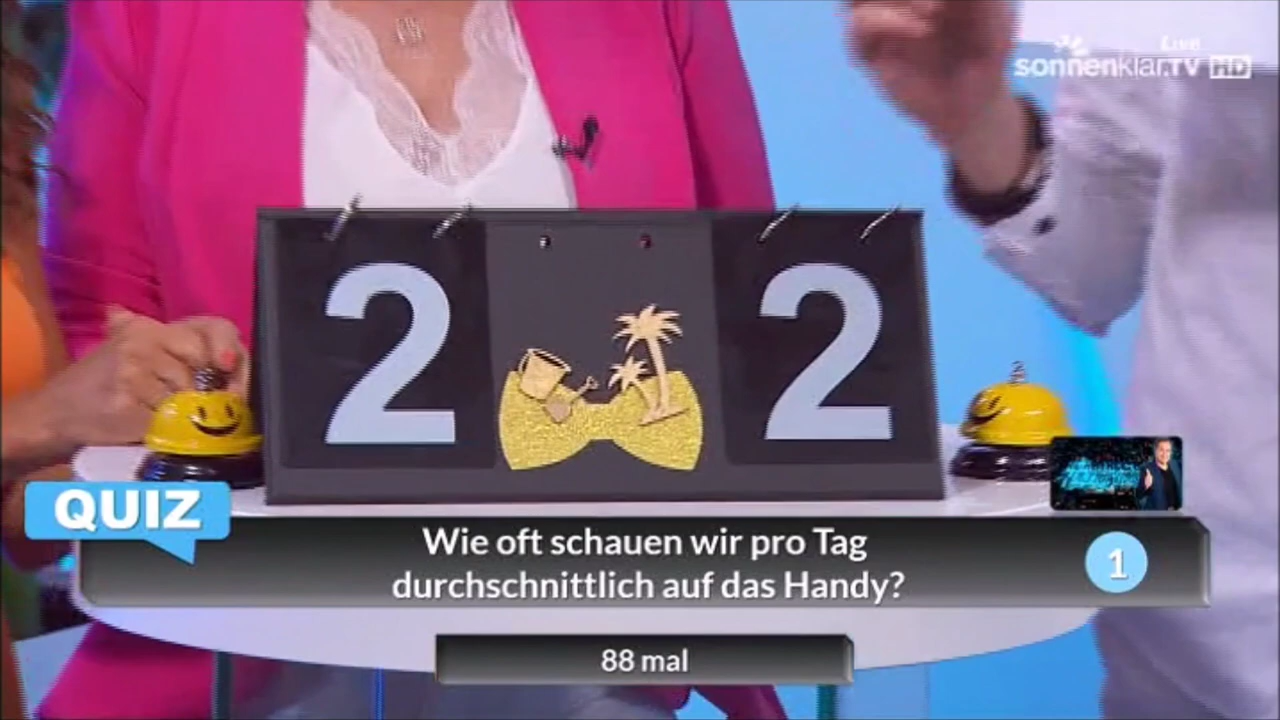 Live
sonnenklar.TV HD
2 2
QUIZ
Wie oft schauen wir pro Tag
durchschnittlich auf das Handy?
1
88 mal